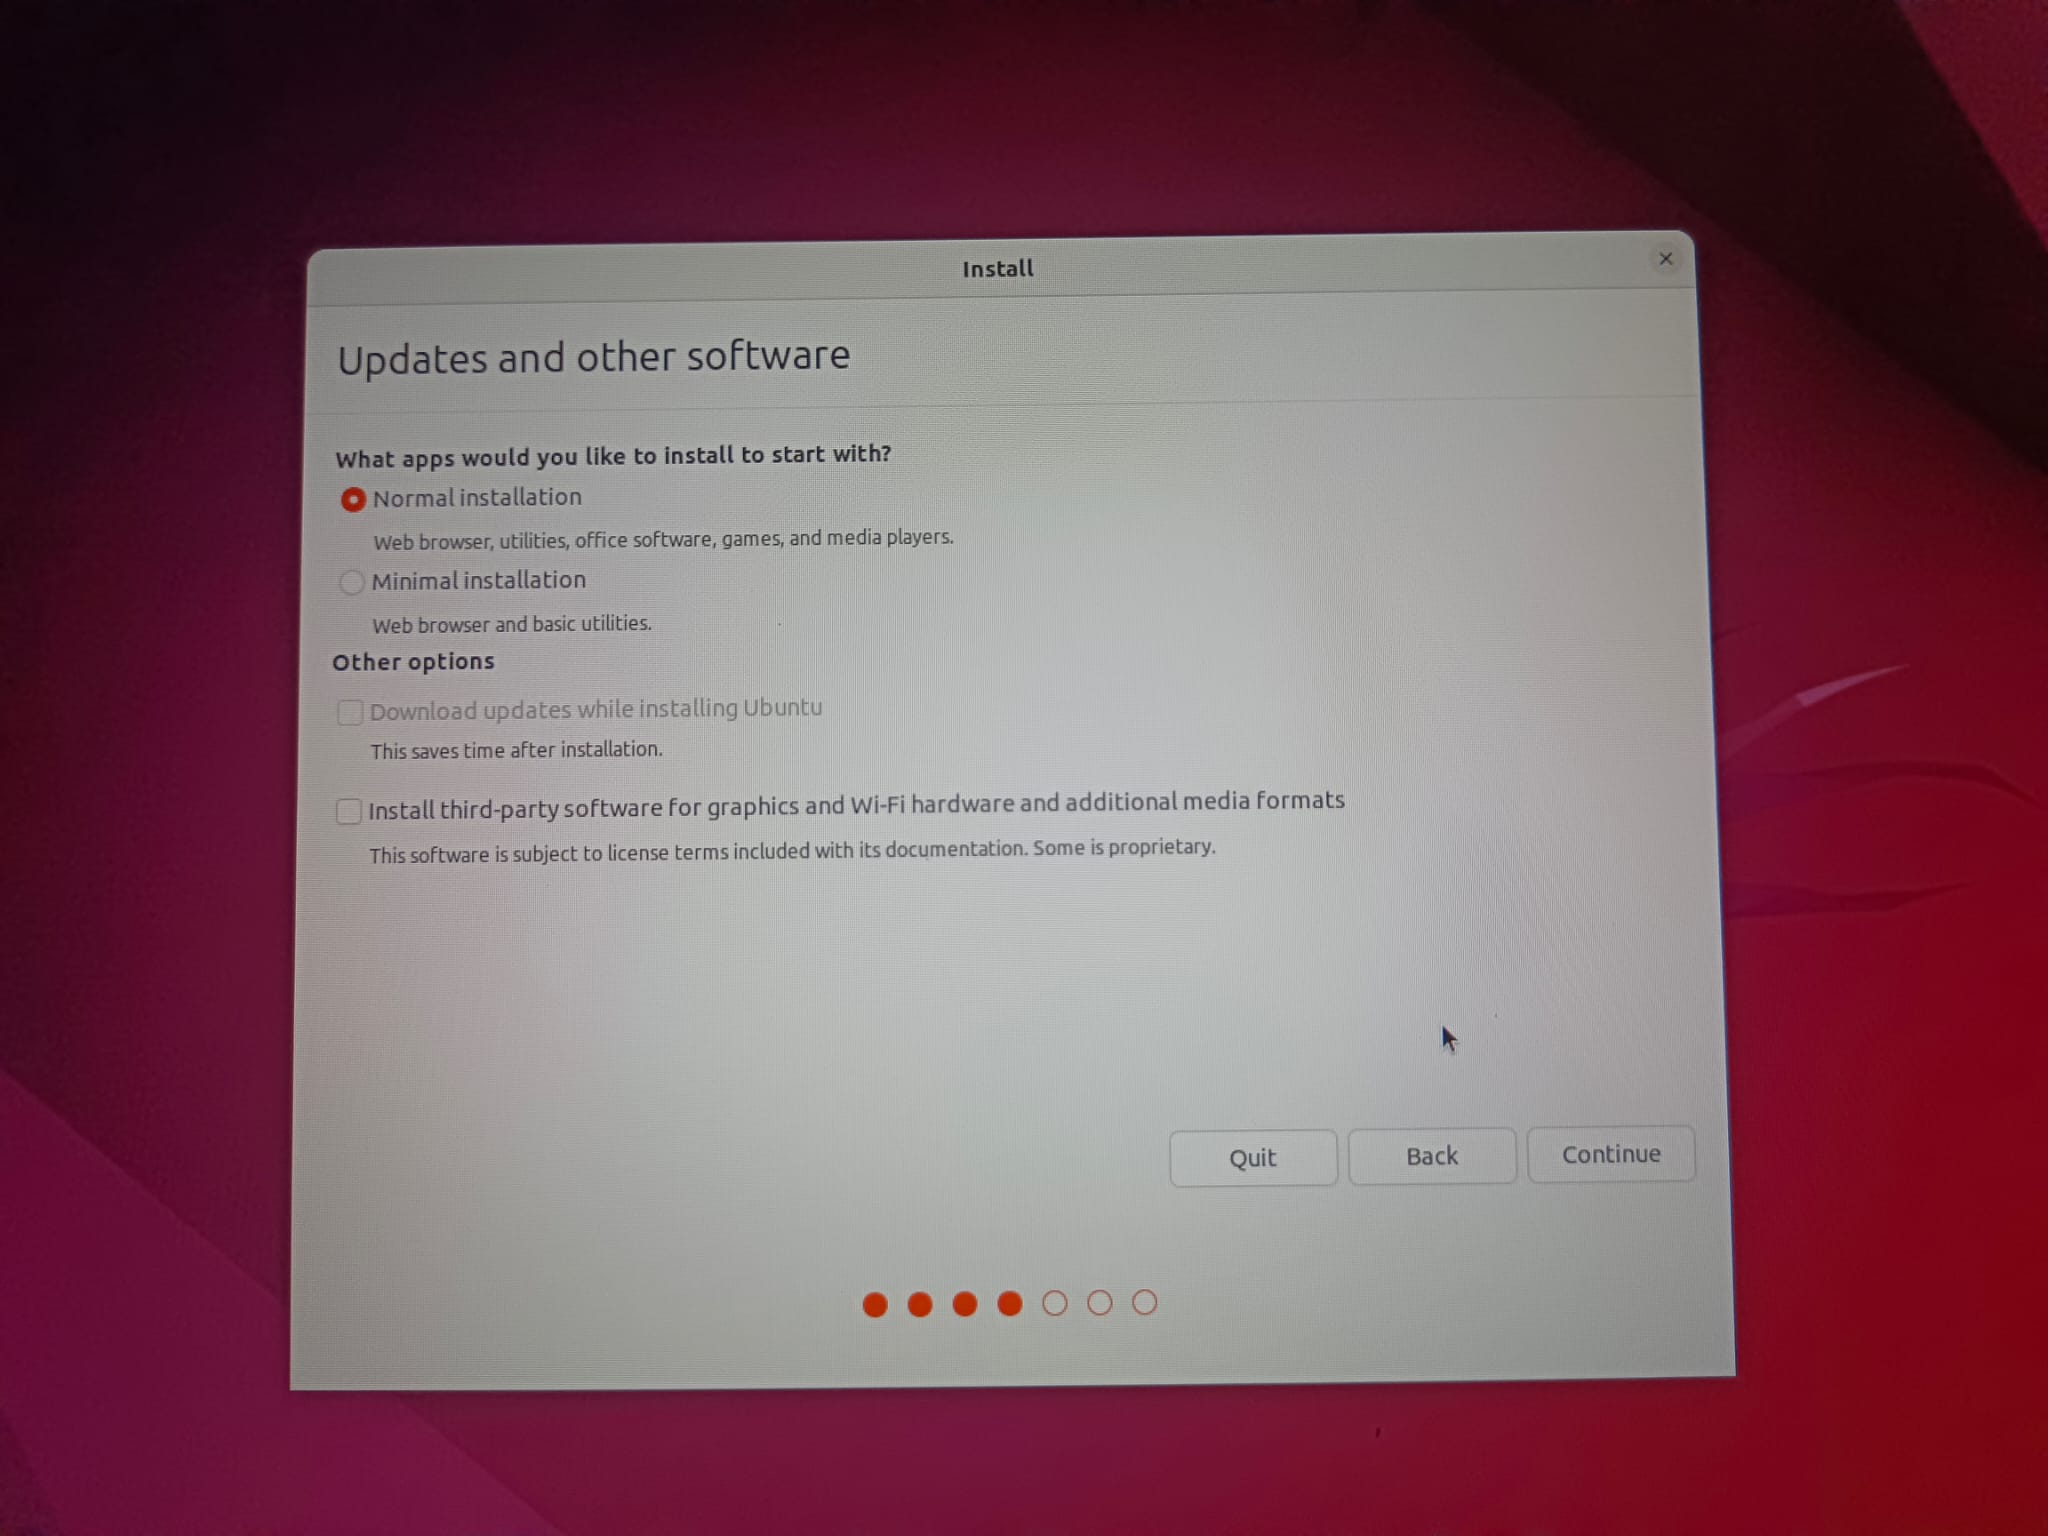 Install
Updates and other software
What apps would you like to install to start with?
Normal installation
Web browser, utilities, office software, games, and media players.
Minimal installation
Web browser and basic utilities.
Other options
Download updates while installing Ubuntu
This saves time after installation.
Install third-party software for graphics and Wi-Fi hardware and additional media formats
This software is subject to license terms included with its documentation. Some is proprietary.
Quit
Back
Continue